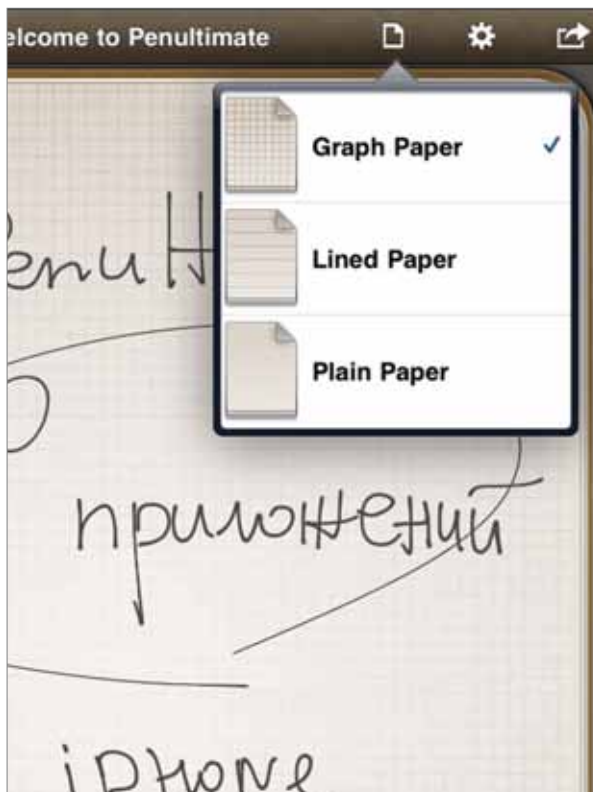 elcome to Penultimate
Graph Paper
Lined Paper
Plain Paper
приложений
iphone